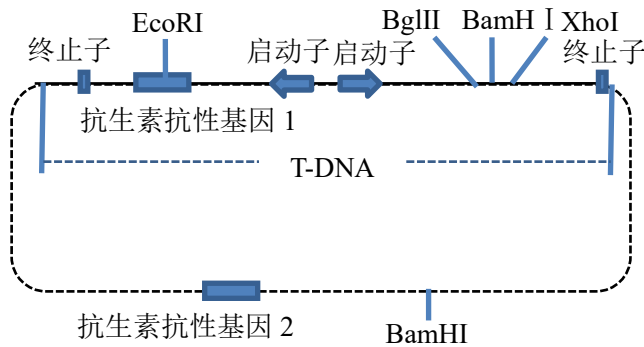 EcoRI
BglII
BamH I
XhoI
终止子
启动子
启动子
终止子
抗生素抗性基因 1
T-DNA
抗生素抗性基因 2
BamHI